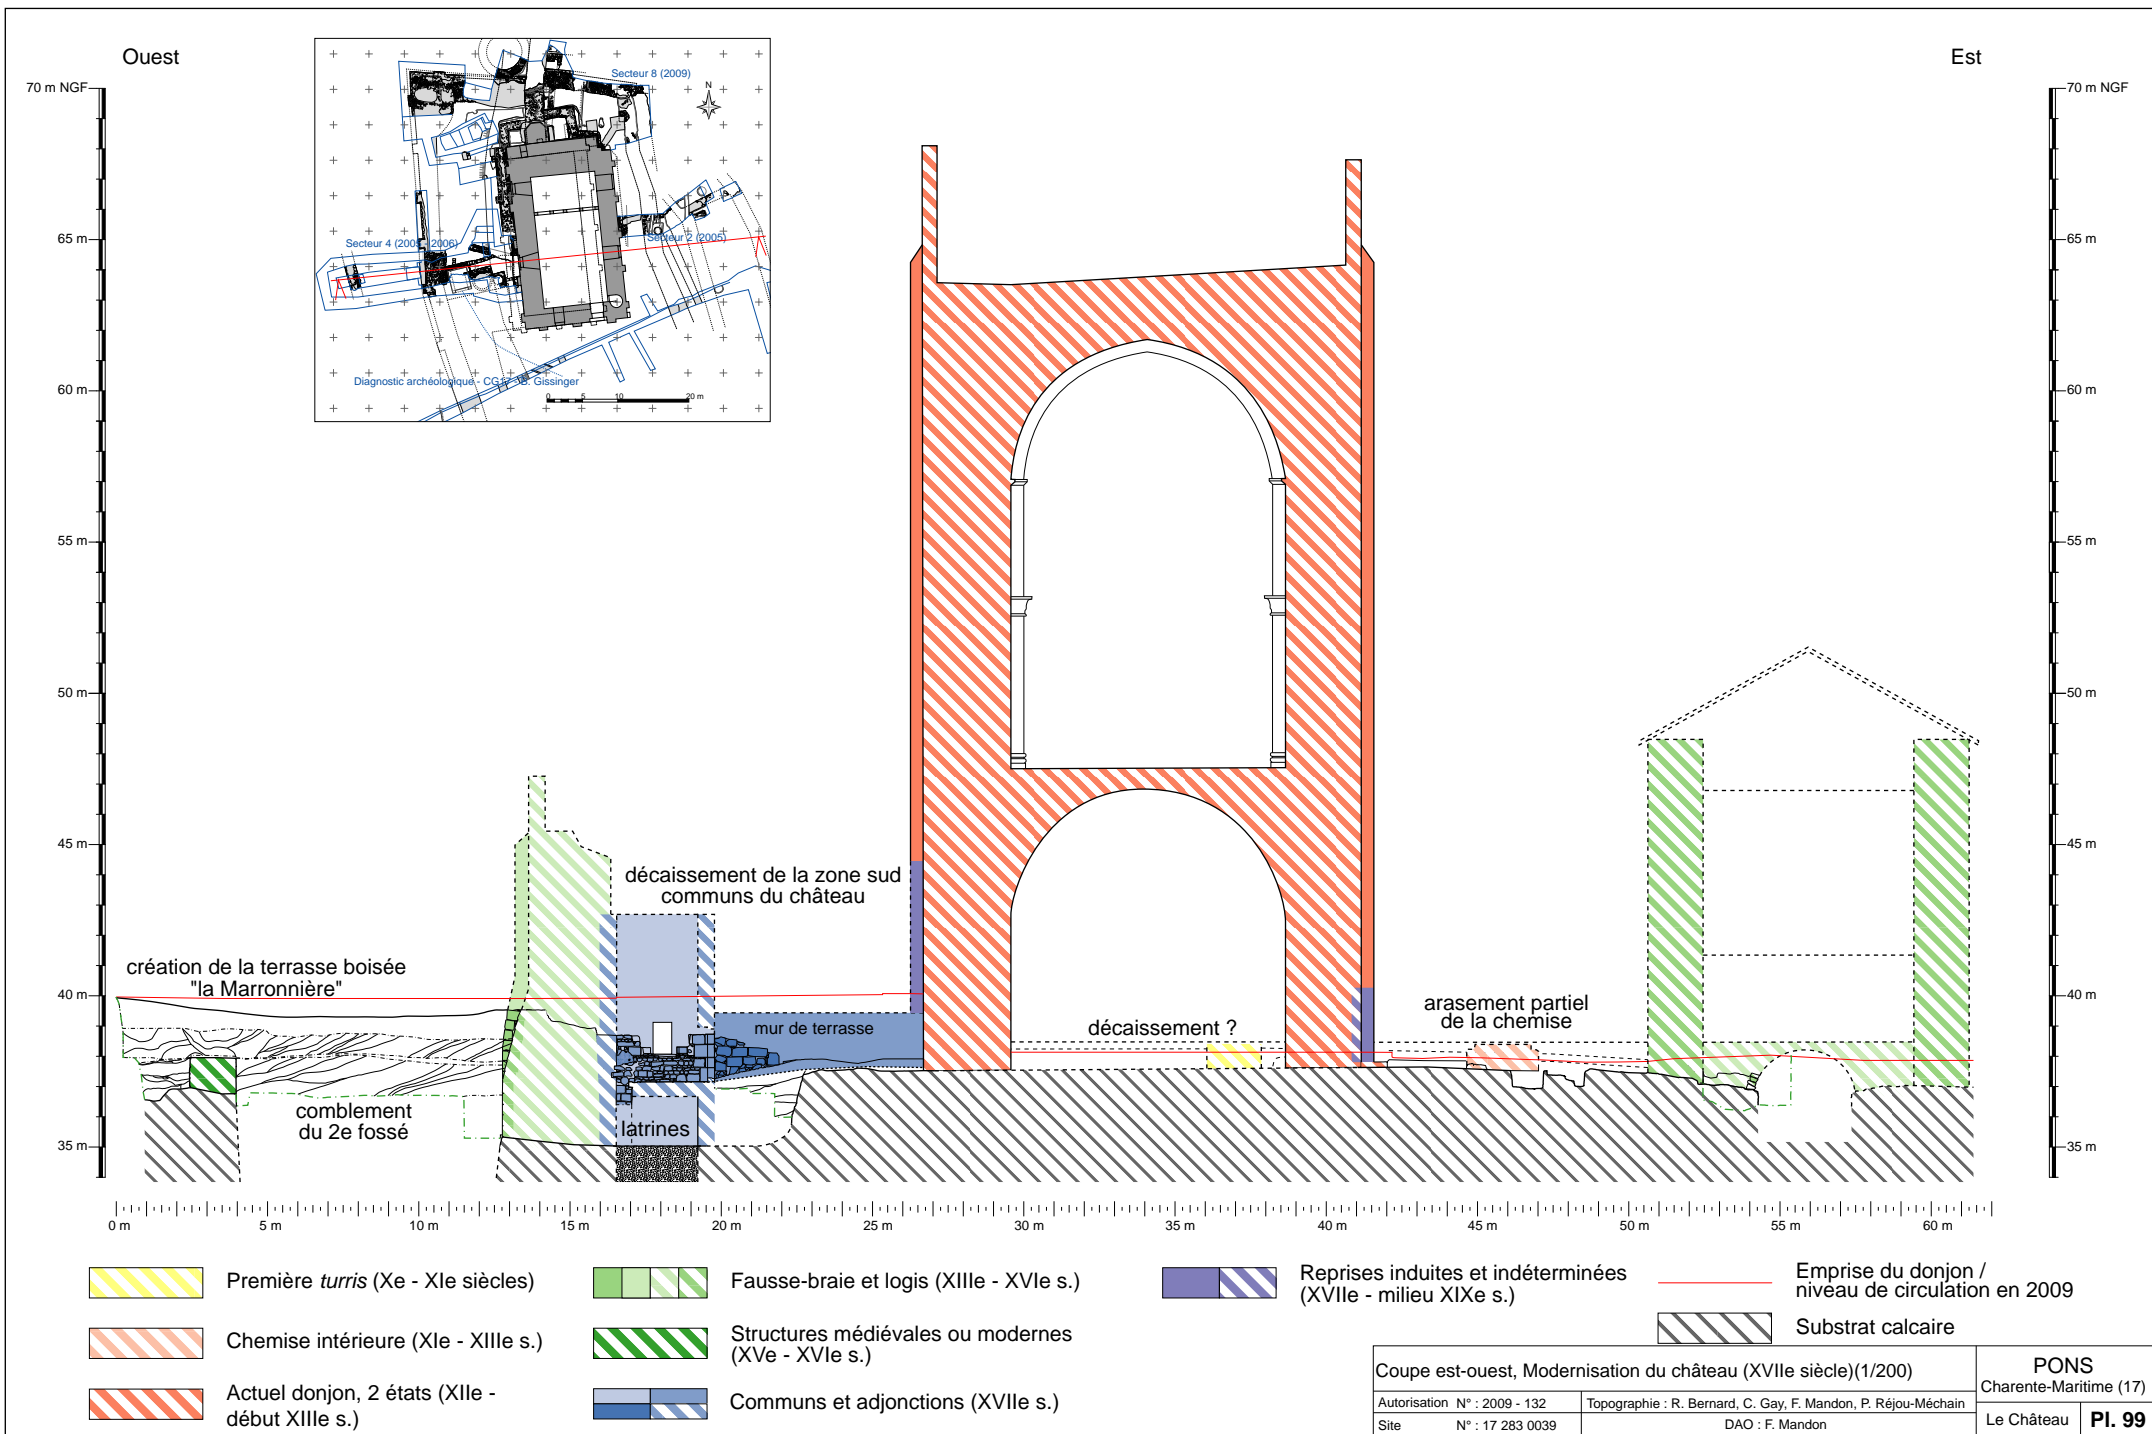 Ouest
Est
70 m NGF
65 m
60 m
55 m
50 m
45 m
40 m
35 m
70 m NGF
65 m
60 m
55 m
50 m
45 m
40 m
35 m
Secteur 8 (2009)
N
Secteur 4 (2005 - 2006)
Secteur 2 (2005)
Diagnostic archéologique - CG17 - B. Gissinger
0 5 10 20 m
décaissement de la zone sud
communs du château
création de la terrasse boisée
"la Marronnière"
mur de terrasse
décaissement ?
arasement partiel
de la chemise
comblement
du 2e fossé
latrines
0 m 5 m 10 m 15 m 20 m 25 m 30 m 35 m 40 m 45 m 50 m 55 m 60 m
Première turris (Xe - XIe siècles)
Chemise intérieure (XIe - XIIIe s.)
Actuel donjon, 2 états (XIIe -
début XIIIe s.)
Fausse-braie et logis (XIIIe - XVIe s.)
Structures médiévales ou modernes
(XVe - XVIe s.)
Communs et adjonctions (XVIIe s.)
Reprises induites et indéterminées
(XVIIe - milieu XIXe s.)
Emprise du donjon /
niveau de circulation en 2009
Substrat calcaire
Coupe est-ouest, Modernisation du château (XVIIe siècle)(1/200)
Autorisation N° : 2009 - 132
Topographie : R. Bernard, C. Gay, F. Mandon, P. Réjou-Méchain
Site N° : 17 283 0039
DAO : F. Mandon
PONS
Charente-Maritime (17)
Le Château
Pl. 99